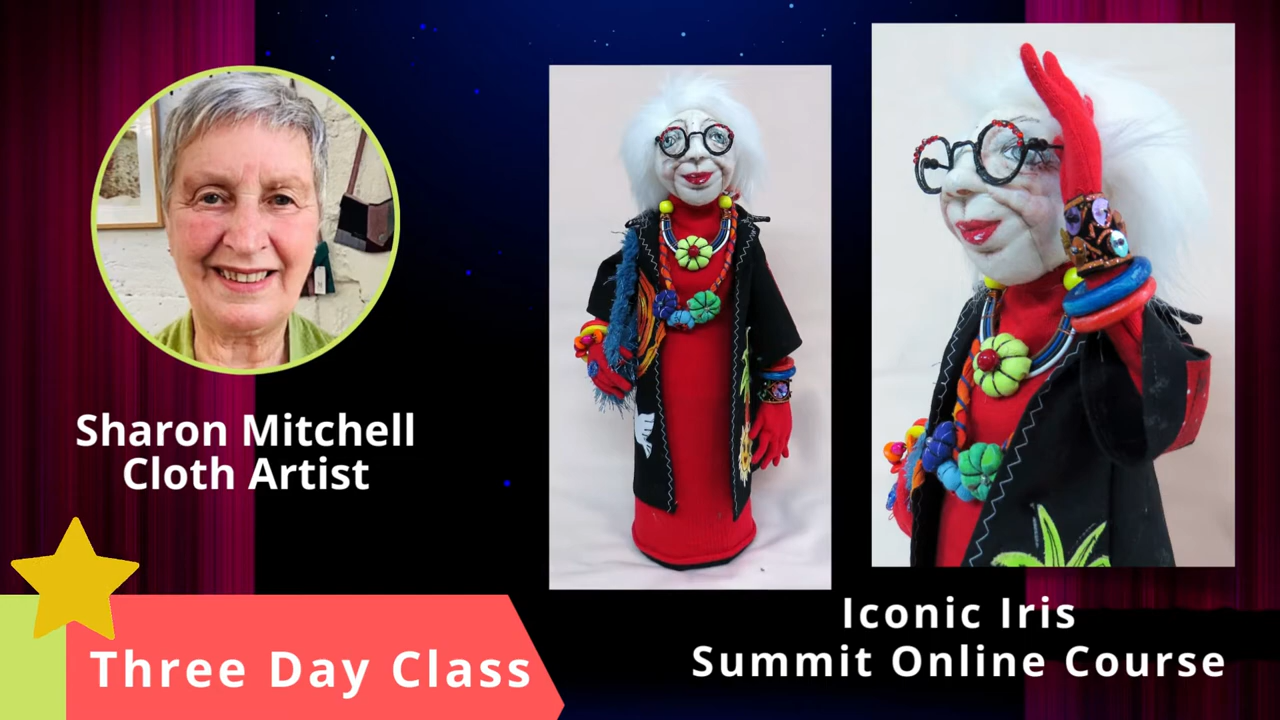 Sharon Mitchell
Cloth Artist
Three Day Class
Iconic Iris
Summit Online Course